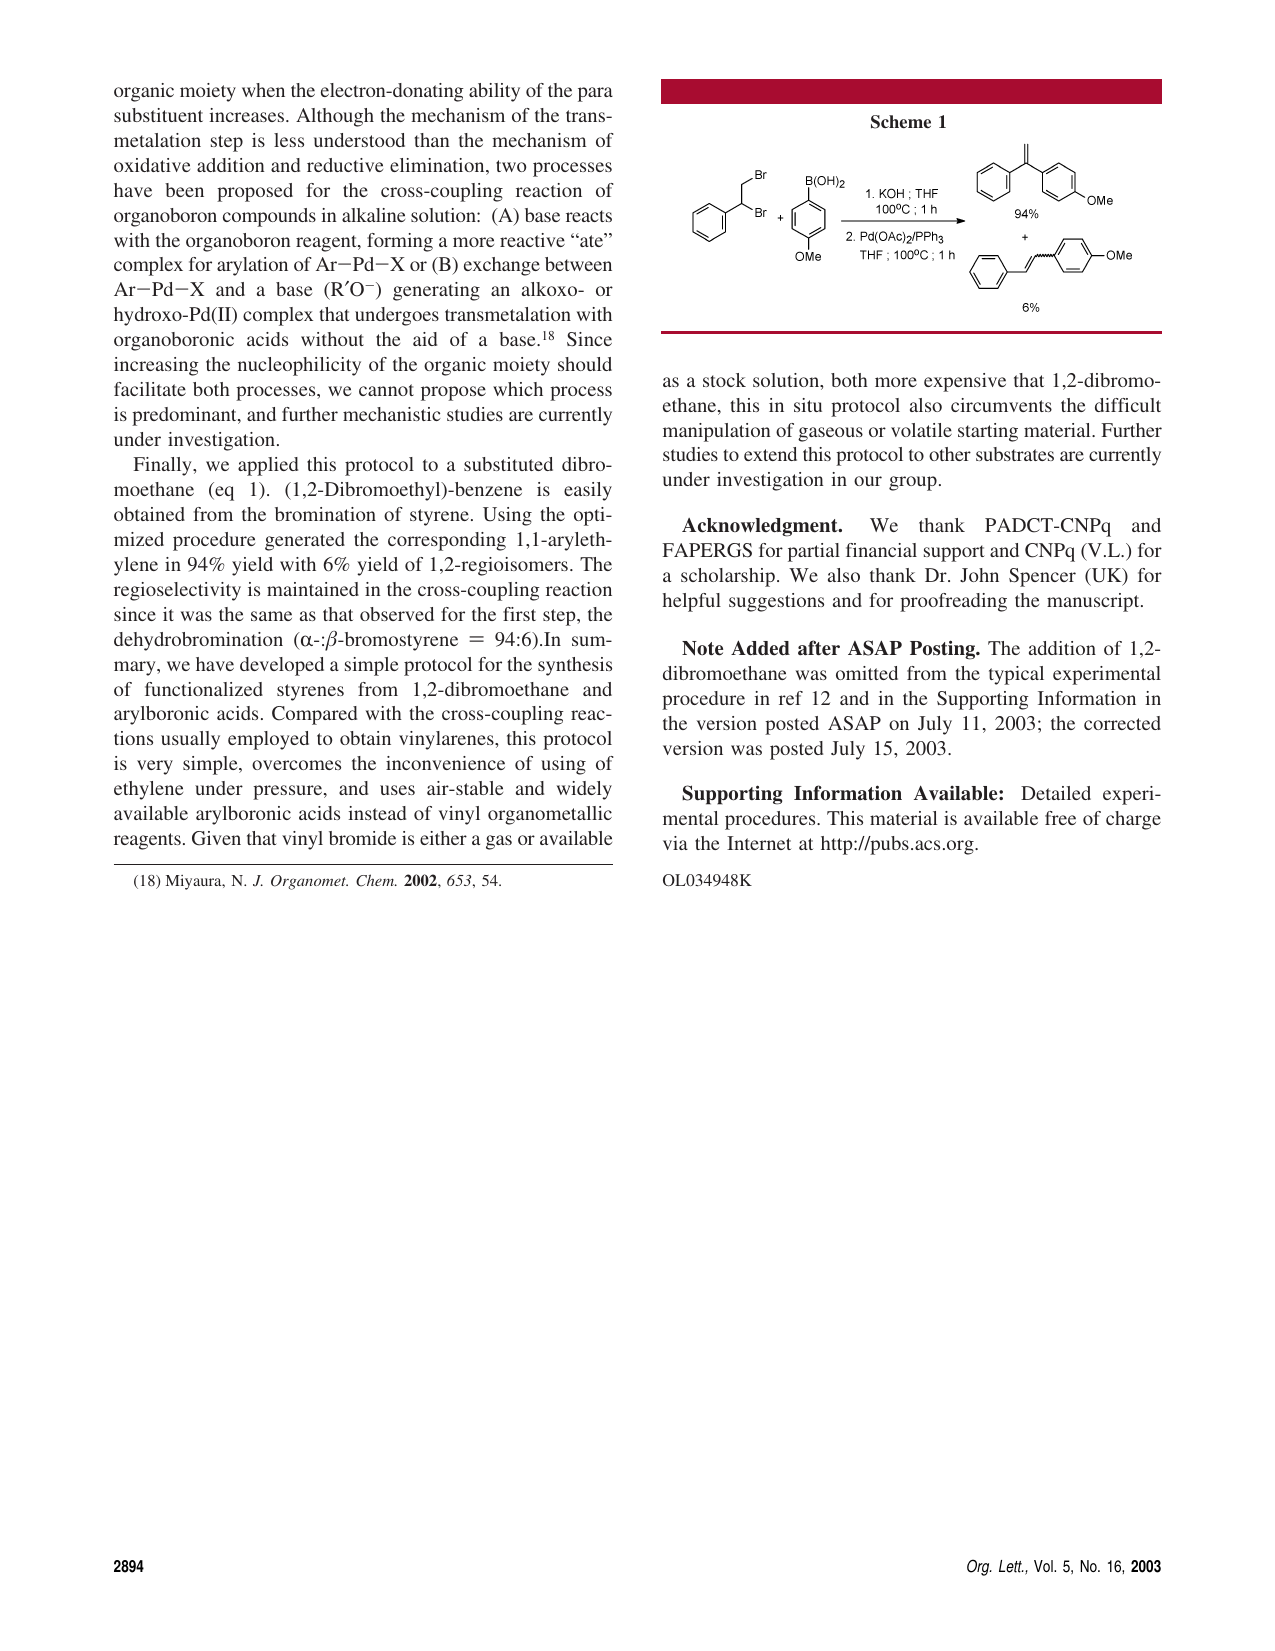 organic moiety when the electron-donating ability of the para
substituent increases. Although the mechanism of the trans-
metalation step is less understood than the mechanism of
oxidative addition and reductive elimination, two processes
have been proposed for the cross-coupling reaction of
organoboron compounds in alkaline solution: (A) base reacts
with the organoboron reagent, forming a more reactive “ate”
complex for arylation of Ar−Pd−X or (B) exchange between
Ar−Pd−X and a base (R′O⁻) generating an alkoxo- or
hydroxo-Pd(II) complex that undergoes transmetalation with
organoboronic acids without the aid of a base.¹⁸ Since
increasing the nucleophilicity of the organic moiety should
facilitate both processes, we cannot propose which process
is predominant, and further mechanistic studies are currently
under investigation.
Finally, we applied this protocol to a substituted dibro-
moethane (eq 1). (1,2-Dibromoethyl)-benzene is easily
obtained from the bromination of styrene. Using the opti-
mized procedure generated the corresponding 1,1-aryleth-
ylene in 94% yield with 6% yield of 1,2-regioisomers. The
regioselectivity is maintained in the cross-coupling reaction
since it was the same as that observed for the first step, the
dehydrobromination (α-:β-bromostyrene = 94:6).In sum-
mary, we have developed a simple protocol for the synthesis
of functionalized styrenes from 1,2-dibromoethane and
arylboronic acids. Compared with the cross-coupling reac-
tions usually employed to obtain vinylarenes, this protocol
is very simple, overcomes the inconvenience of using of
ethylene under pressure, and uses air-stable and widely
available arylboronic acids instead of vinyl organometallic
reagents. Given that vinyl bromide is either a gas or available
(18) Miyaura, N. J. Organomet. Chem. 2002, 653, 54.
Scheme 1
Br
Br
+
B(OH)₂
OMe
1. KOH ; THF
100ºC ; 1 h
2. Pd(OAc)₂/PPh₃
THF ; 100ºC ; 1 h
OMe
94%
+
OMe
6%
as a stock solution, both more expensive that 1,2-dibromo-
ethane, this in situ protocol also circumvents the difficult
manipulation of gaseous or volatile starting material. Further
studies to extend this protocol to other substrates are currently
under investigation in our group.
Acknowledgment. We thank PADCT-CNPq and
FAPERGS for partial financial support and CNPq (V.L.) for
a scholarship. We also thank Dr. John Spencer (UK) for
helpful suggestions and for proofreading the manuscript.
Note Added after ASAP Posting. The addition of 1,2-
dibromoethane was omitted from the typical experimental
procedure in ref 12 and in the Supporting Information in
the version posted ASAP on July 11, 2003; the corrected
version was posted July 15, 2003.
Supporting Information Available: Detailed experi-
mental procedures. This material is available free of charge
via the Internet at http://pubs.acs.org.
OL034948K
2894
Org. Lett., Vol. 5, No. 16, 2003